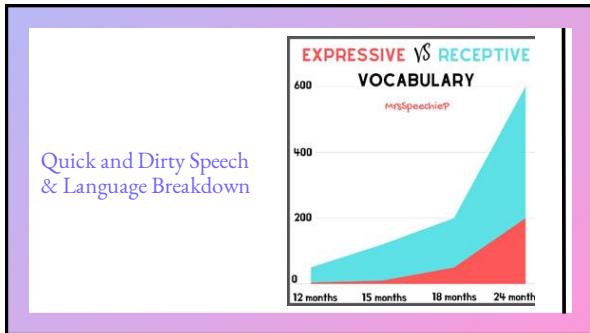 Quick and Dirty Speech
& Language Breakdown
EXPRESSIVE VS RECEPTIVE
VOCABULARY
MrsSpeechieP
600
400
200
0
12 months
15 months
18 months
24 month